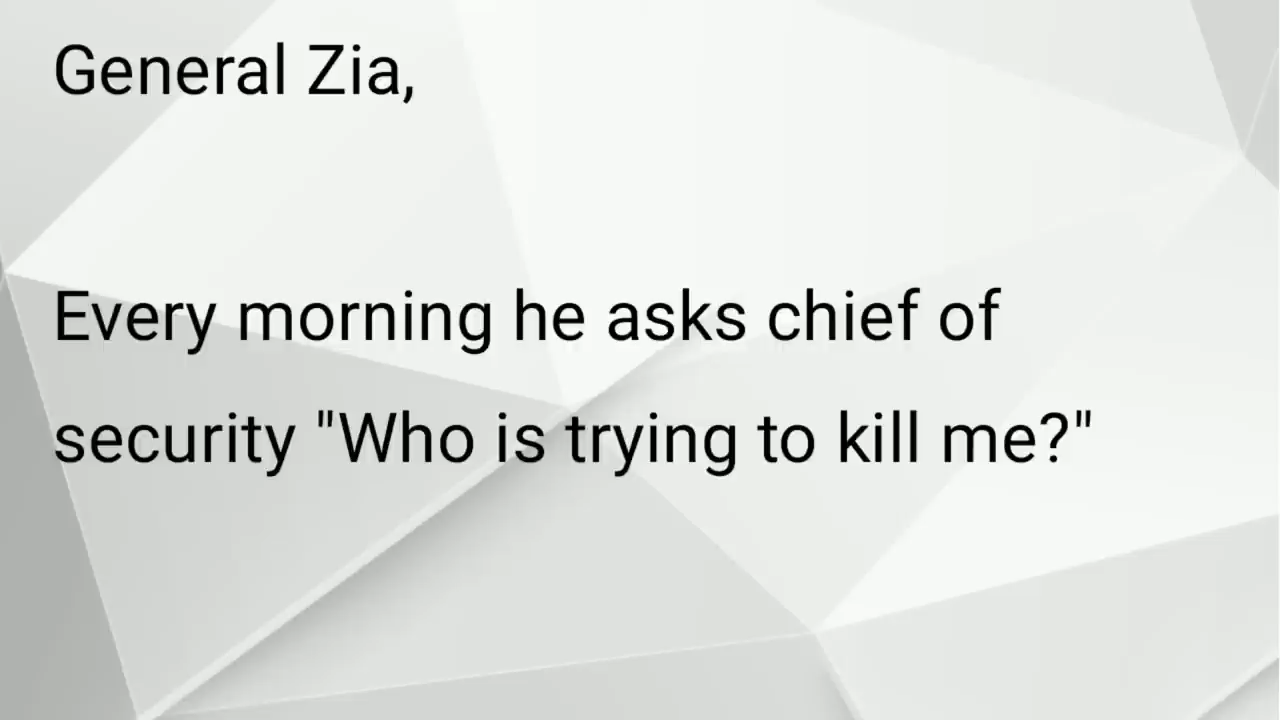 General Zia,
Every morning he asks chief of
security "Who is trying to kill me?"